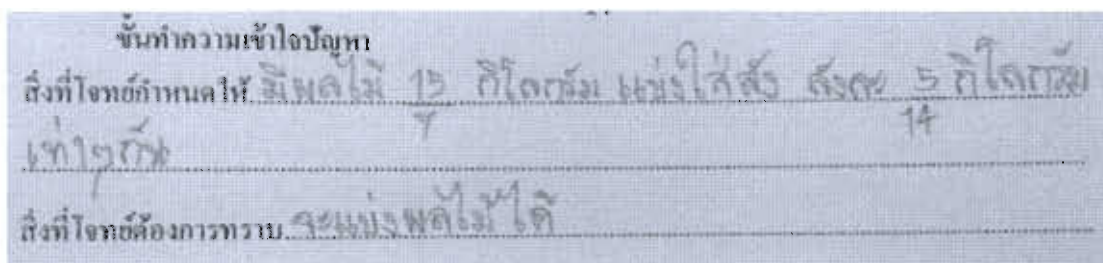 ขั้นทำความเข้าใจปัญหา
สิ่งที่โจทย์กำหนดให้ มีผลไม้ 15/7 กิโลกรัม แบ่งใส่ลัง ลังละ 5/14 กิโลกรัม
เท่าๆกัน
สิ่งที่โจทย์ต้องการทราบ จะแบ่งผลไม้ได้